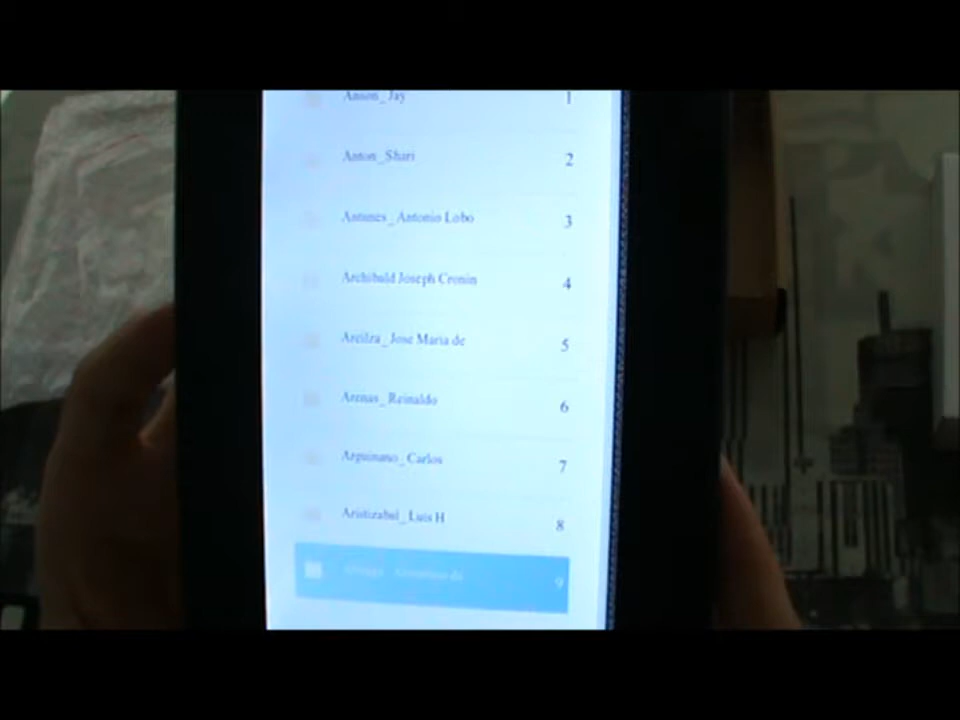 Anson_Jay 1
Anton_Shari 2
Antunes_Antonio Lobo 3
Archibald Joseph Cronin 4
Areilza_Jose Maria de 5
Arenas_Reinaldo 6
Arguinano_Carlos 7
Aristizabal_Luis H 8
9